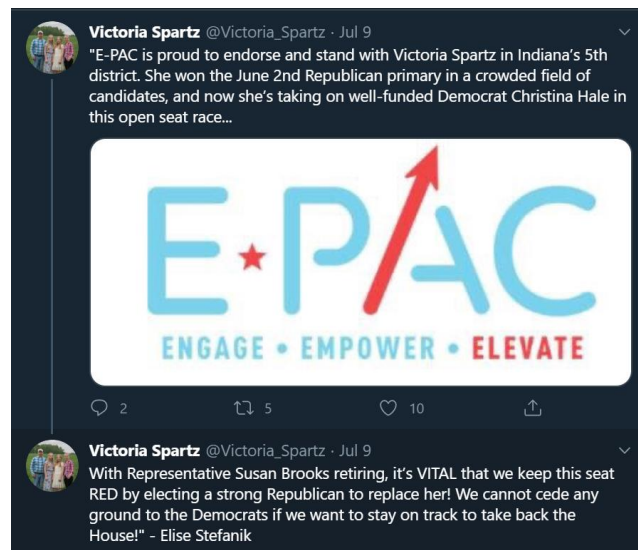 Victoria Spartz @Victoria_Spartz · Jul 9
"E-PAC is proud to endorse and stand with Victoria Spartz in Indiana's 5th
district. She won the June 2nd Republican primary in a crowded field of
candidates, and now she's taking on well-funded Democrat Christina Hale in
this open seat race...
E★PAC
ENGAGE • EMPOWER • ELEVATE
2 5 10
Victoria Spartz @Victoria_Spartz · Jul 9
With Representative Susan Brooks retiring, it's VITAL that we keep this seat
RED by electing a strong Republican to replace her! We cannot cede any
ground to the Democrats if we want to stay on track to take back the
House!" - Elise Stefanik